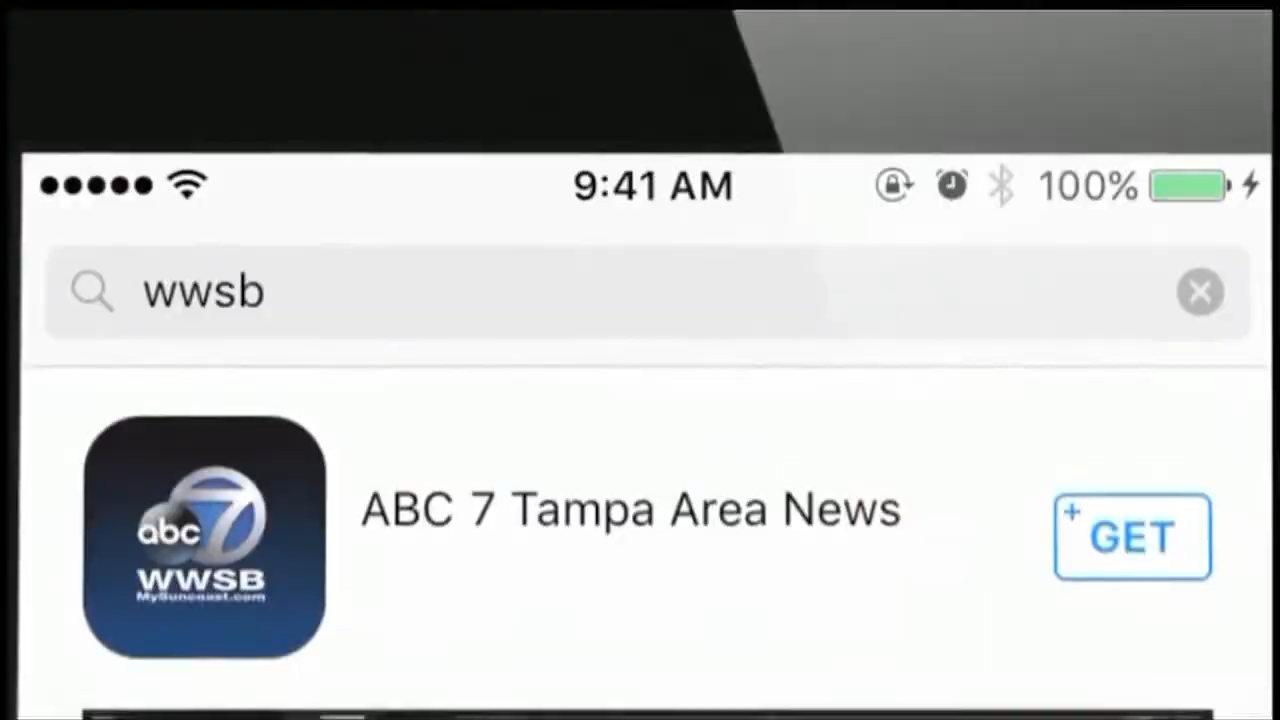 9:41 AM
100%
wwsb
abc 7
WWSB
MySuncoast.com
ABC 7 Tampa Area News
+ GET